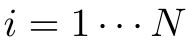 i = 1 ⋯ N